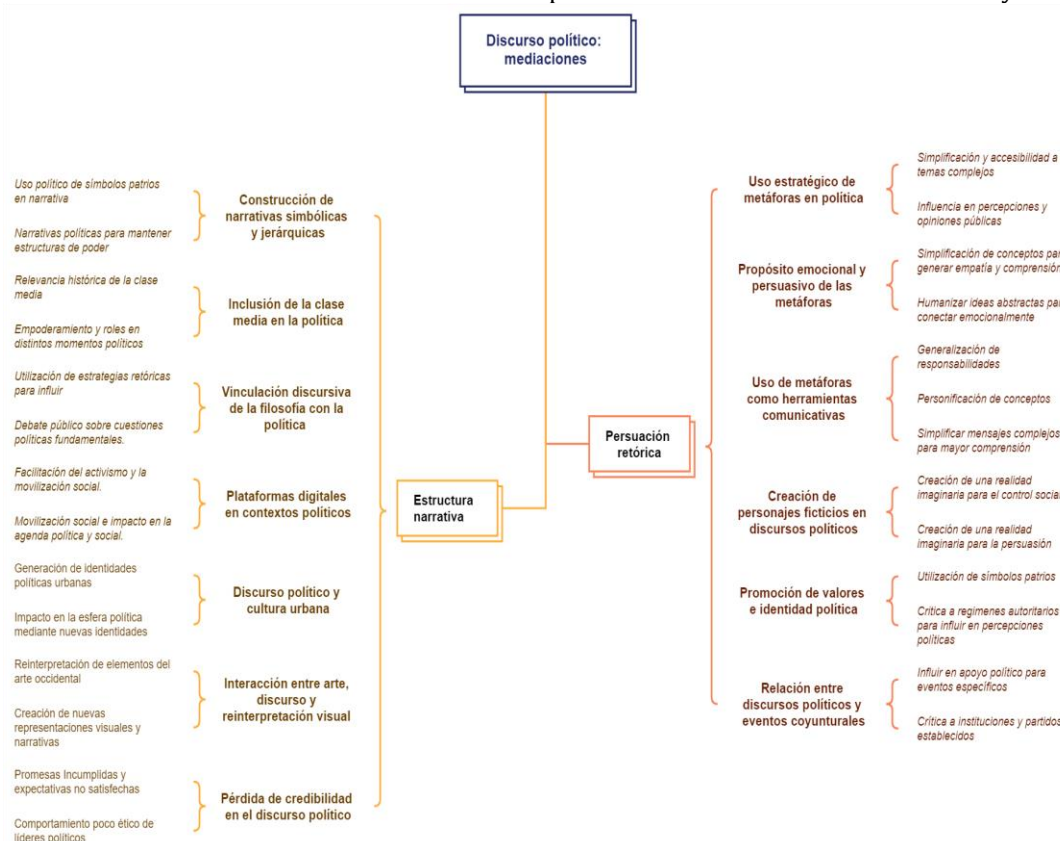 Discurso político:
mediaciones
Uso político de símbolos patrios
en narrativa
Narrativas políticas para mantener
estructuras de poder
Construcción de
narrativas simbólicas
y jerárquicas
Relevancia histórica de la clase
media
Empoderamiento y roles en
distintos momentos políticos
Inclusión de la clase
media en la política
Utilización de estrategias retóricas
para influir
Debate público sobre cuestiones
políticas fundamentales.
Vinculación discursiva
de la filosofía con la
política
Facilitación del activismo y la
movilización social.
Movilización social e impacto en la
agenda política y social.
Plataformas digitales
en contextos políticos
Generación de identidades
políticas urbanas
Impacto en la esfera política
mediante nuevas identidades
Discurso político y
cultura urbana
Reinterpretación de elementos del
arte occidental
Creación de nuevas
representaciones visuales y
narrativas
Interacción entre arte,
discurso y
reinterpretación visual
Promesas Incumplidas y
expectativas no satisfechas
Comportamiento poco ético de
líderes políticos
Pérdida de credibilidad
en el discurso político
Estructura
narrativa
Persuación
retórica
Uso estratégico de
metáforas en política
Simplificación y accesibilidad a
temas complejos
Influencia en percepciones y
opiniones públicas
Propósito emocional y
persuasivo de las
metáforas
Simplificación de conceptos par
generar empatía y comprensión
Humanizar ideas abstractas par
conectar emocionalmente
Uso de metáforas
como herramientas
comunicativas
Generalización de
responsabilidades
Personificación de conceptos
Simplificar mensajes complejos
para mayor comprensión
Creación de
personajes ficticios en
discursos políticos
Creación de una realidad
imaginaria para el control social
Creación de una realidad
imaginaria para la persuasión
Promoción de valores
e identidad política
Utilización de símbolos patrios
Crítica a regimenes autoritarios
para influir en percepciones
políticas
Relación entre
discursos políticos y
eventos coyunturales
Influir en apoyo político para
eventos específicos
Crítica a instituciones y partidos
establecidos